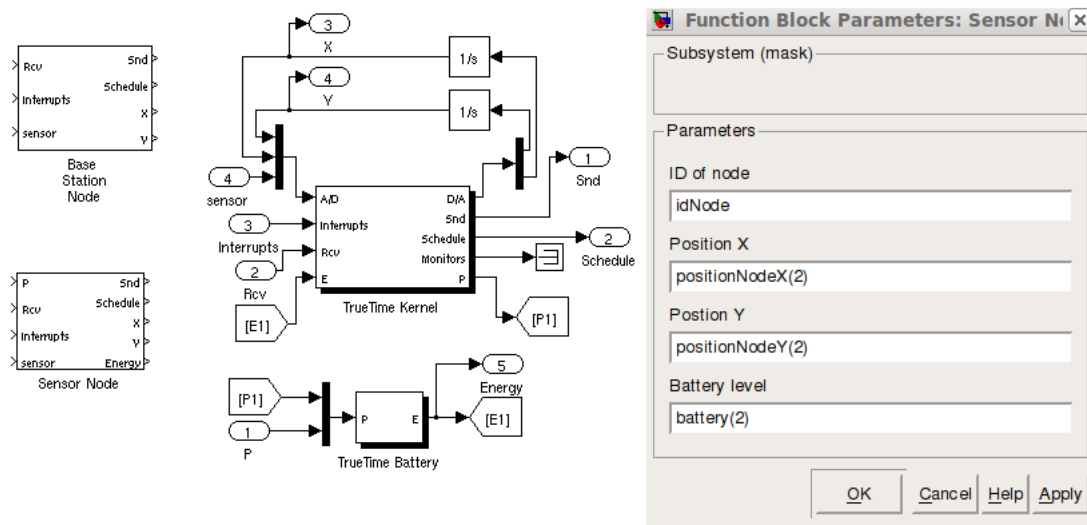 Rcv
Interrupts
sensor
Snd
Schedule
X
Y
Base
Station
Node
P
Rcv
Interrupts
sensor
Snd
Schedule
X
Y
Energy
Sensor Node
3
X
4
Y
1/s
1/s
4
sensor
3
Interrupts
2
Rcv
[E1]
A/D
Interrupts
Rcv
E
D/A
Snd
Schedule
Monitors
P
TrueTime Kernel
1
Snd
2
Schedule
[P1]
[P1]
1
P
P
E
TrueTime Battery
5
Energy
[E1]
Function Block Parameters: Sensor N
Subsystem (mask)
Parameters
ID of node
idNode
Position X
positionNodeX(2)
Postion Y
positionNodeY(2)
Battery level
battery(2)
OK
Cancel
Help
Apply